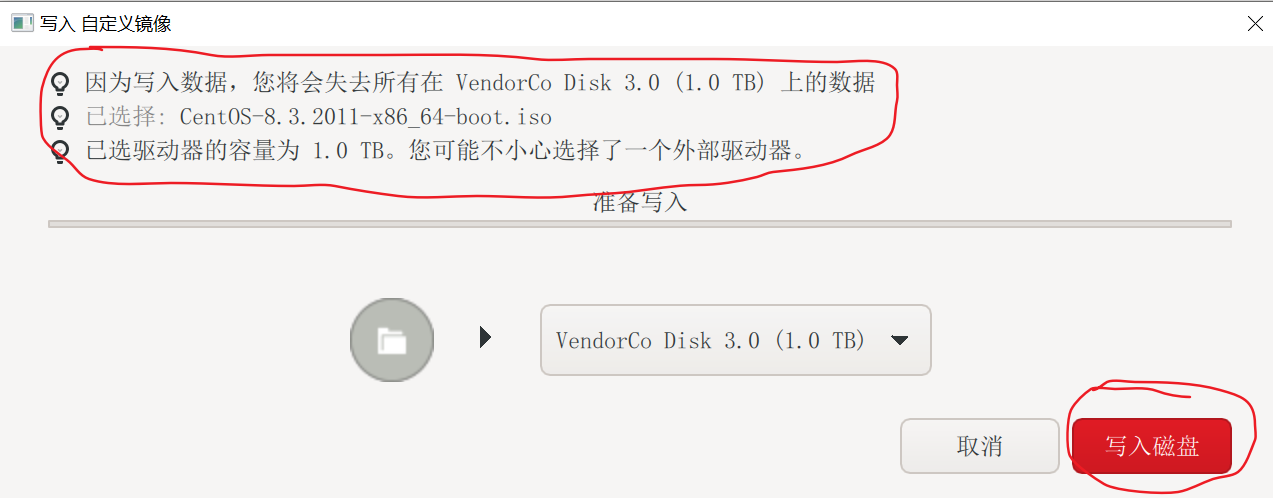 写入 自定义镜像
因为写入数据，您将会失去所有在 VendorCo Disk 3.0 (1.0 TB) 上的数据
已选择: CentOS-8.3.2011-x86_64-boot.iso
已选驱动器的容量为 1.0 TB。您可能不小心选择了一个外部驱动器。
准备写入
VendorCo Disk 3.0 (1.0 TB)
取消
写入磁盘